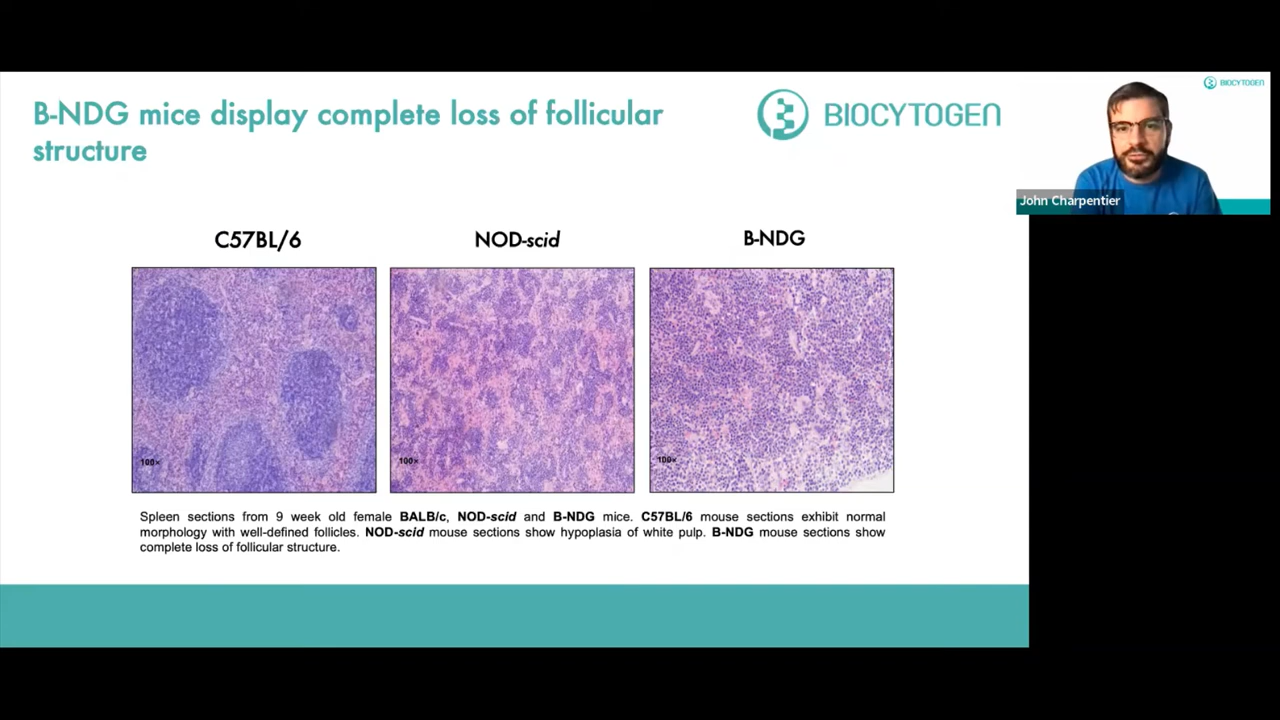 B-NDG mice display complete loss of follicular
structure
BIOCYTOGEN
BIOCYTOGEN
John Charpentier
C57BL/6
NOD-scid
B-NDG
100×
100×
100×
Spleen sections from 9 week old female BALB/c, NOD-scid and B-NDG mice. C57BL/6 mouse sections exhibit normal
morphology with well-defined follicles. NOD-scid mouse sections show hypoplasia of white pulp. B-NDG mouse sections show
complete loss of follicular structure.